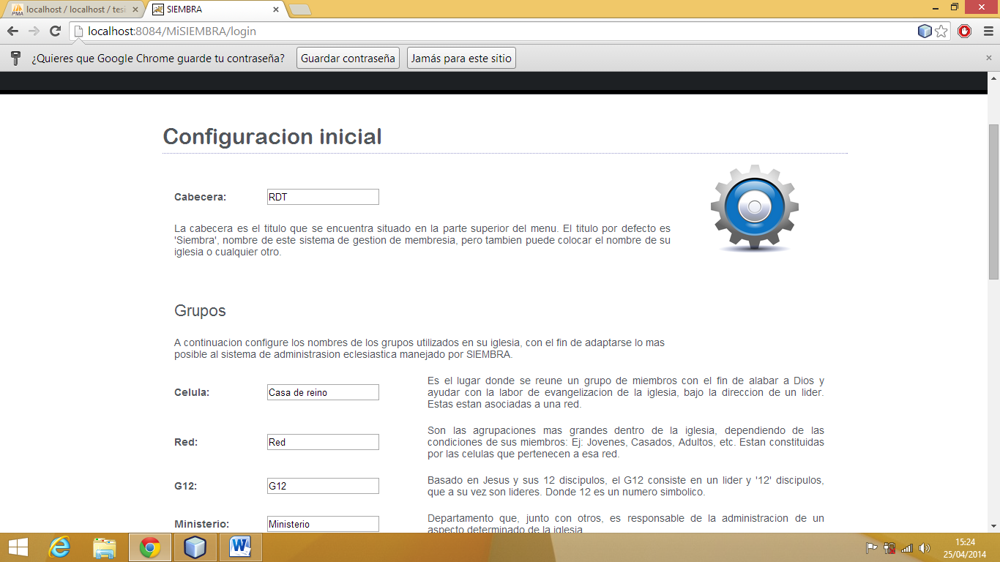 localhost / localhost / tesi
SIEMBRA
localhost:8084/MiSIEMBRA/login
¿Quieres que Google Chrome guarde tu contraseña? Guardar contraseña Jamás para este sitio
Configuracion inicial
Cabecera: RDT
La cabecera es el titulo que se encuentra situado en la parte superior del menu. El titulo por defecto es
'Siembra', nombre de este sistema de gestion de membresia, pero tambien puede colocar el nombre de su
iglesia o cualquier otro.
Grupos
A continuacion configure los nombres de los grupos utilizados en su iglesia, con el fin de adaptarse lo mas
posible al sistema de administrasion eclesiastica manejado por SIEMBRA.
Celula: Casa de reino
Es el lugar donde se reune un grupo de miembros con el fin de alabar a Dios y
ayudar con la labor de evangelizacion de la iglesia, bajo la direccion de un lider.
Estas estan asociadas a una red.
Red: Red
Son las agrupaciones mas grandes dentro de la iglesia, dependiendo de las
condiciones de sus miembros: Ej: Jovenes, Casados, Adultos, etc. Estan constituidas
por las celulas que pertenecen a esa red.
G12: G12
Basado en Jesus y sus 12 discipulos, el G12 consiste en un lider y '12' discipulos,
que a su vez son lideres. Donde 12 es un numero simbolico.
Ministerio: Ministerio
Departamento que, junto con otros, es responsable de la administracion de un
aspecto determinado de la iglesia
15:24
25/04/2014